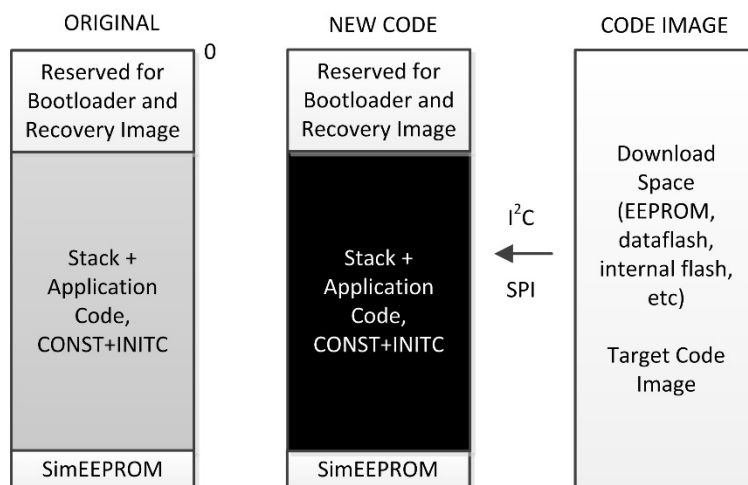 ORIGINAL
0
Reserved for
Bootloader and
Recovery Image
Stack +
Application
Code,
CONST+INITC
SimEEPROM
NEW CODE
Reserved for
Bootloader and
Recovery Image
Stack +
Application
Code,
CONST+INITC
SimEEPROM
I²C
SPI
CODE IMAGE
Download
Space
(EEPROM,
dataflash,
internal flash,
etc)
Target Code
Image